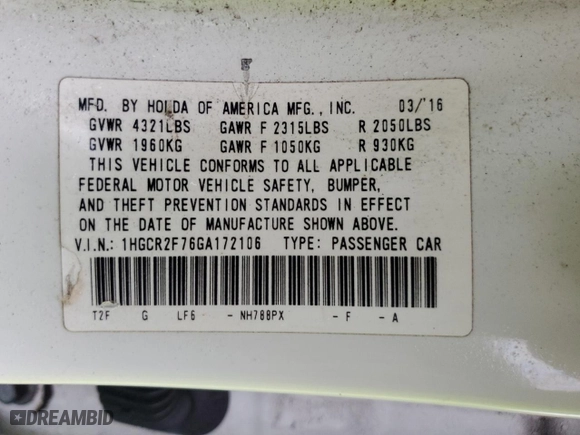 MFD. BY HOLDA OF AMERICA MFG., INC. 03/'16
GVWR 4321LBS GAWR F 2315LBS R 2050LBS
GVWR 1960KG GAWR F 1050KG R 930KG
THIS VEHICLE CONFORMS TO ALL APPLICABLE
FEDERAL MOTOR VEHICLE SAFETY, BUMPER,
AND THEFT PREVENTION STANDARDS IN EFFECT
ON THE DATE OF MANUFACTURE SHOWN ABOVE.
V.I.N.: 1HGCR2F76GA172106 TYPE: PASSENGER CAR
T2F G LF6 - NH788PX - F - A
DREAMBID